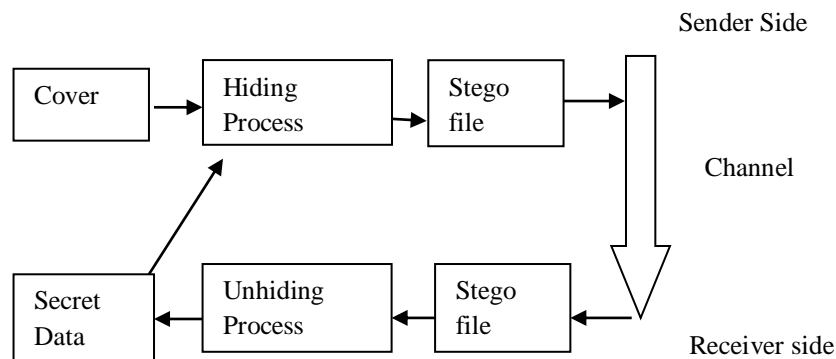 Sender Side
Cover
Hiding
Process
Stego
file
Channel
Secret
Data
Unhiding
Process
Stego
file
Receiver side